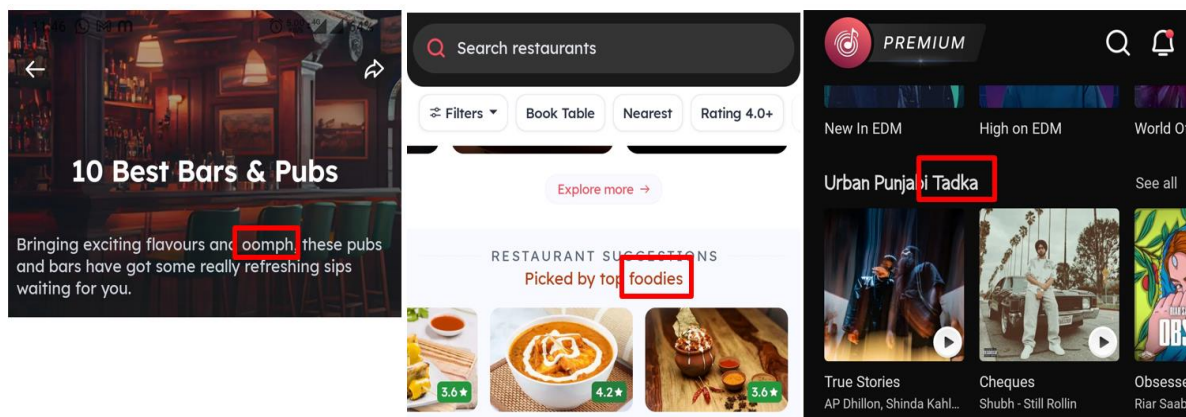 10 Best Bars & Pubs
Bringing exciting flavours and oomph, these pubs
and bars have got some really refreshing sips
waiting for you.
Search restaurants
Filters
Book Table
Nearest
Rating 4.0+
Explore more →
RESTAURANT SUGGESTIONS
Picked by top foodies
3.6★
4.2★
3.6★
PREMIUM
New In EDM
High on EDM
World O
Urban Punjabi Tadka
See all
OBS
True Stories
AP Dhillon, Shinda Kahl...
Cheques
Shubh - Still Rollin
Obsesse
Riar Saab